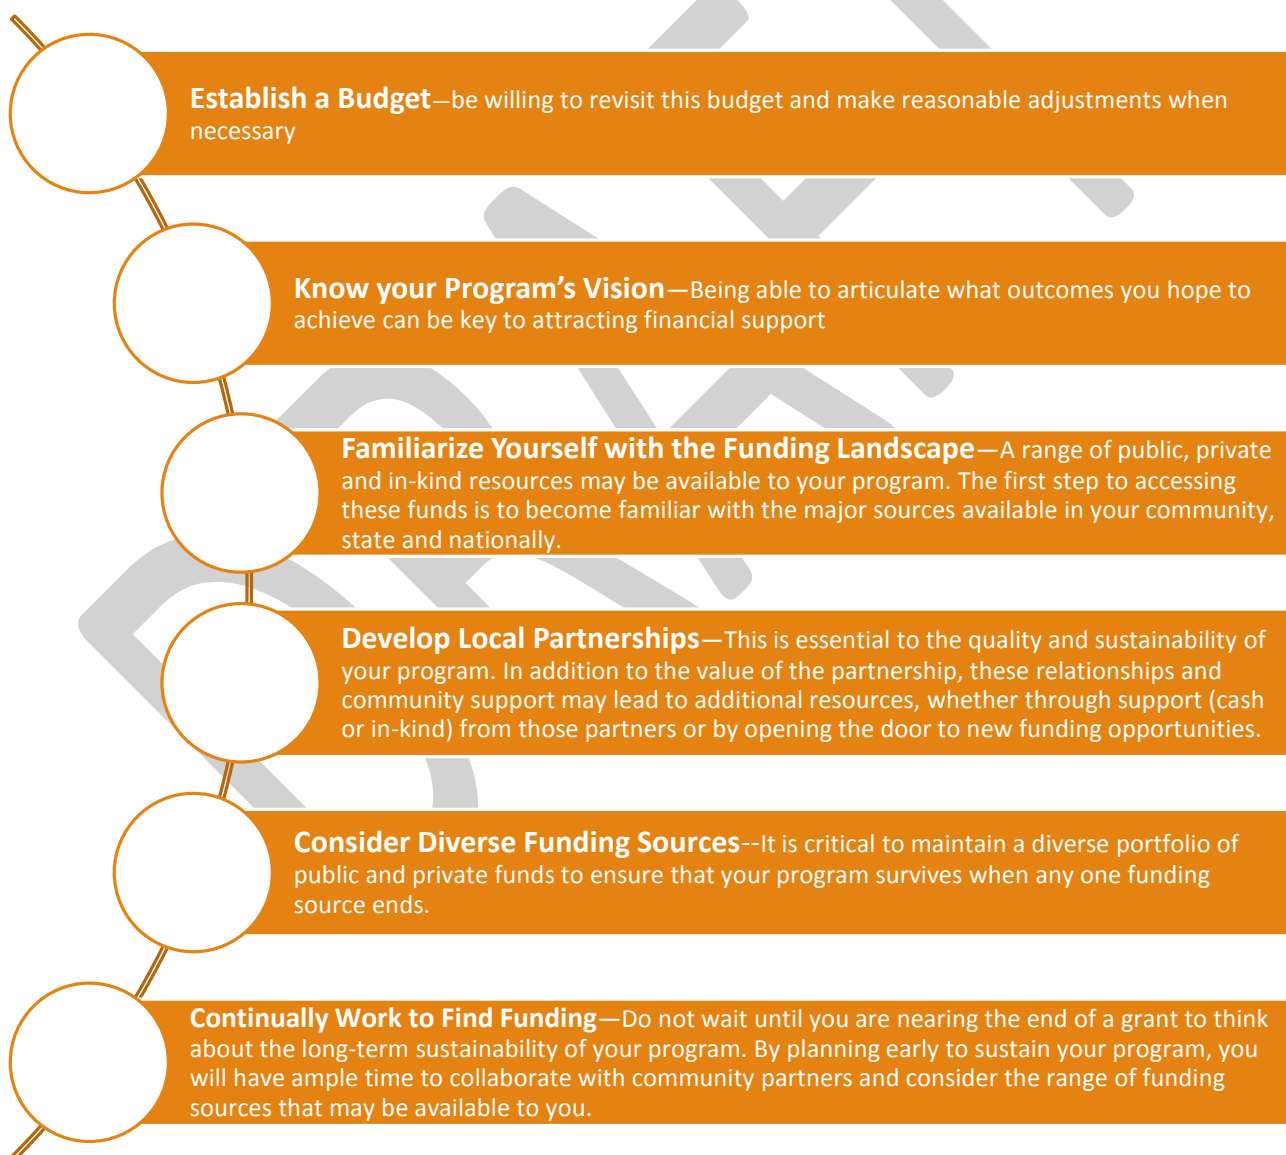 Establish a Budget—be willing to revisit this budget and make reasonable adjustments when
necessary
Know your Program’s Vision—Being able to articulate what outcomes you hope to
achieve can be key to attracting financial support
Familiarize Yourself with the Funding Landscape—A range of public, private
and in-kind resources may be available to your program. The first step to accessing
these funds is to become familiar with the major sources available in your community,
state and nationally.
Develop Local Partnerships—This is essential to the quality and sustainability of
your program. In addition to the value of the partnership, these relationships and
community support may lead to additional resources, whether through support (cash
or in-kind) from those partners or by opening the door to new funding opportunities.
Consider Diverse Funding Sources--It is critical to maintain a diverse portfolio of
public and private funds to ensure that your program survives when any one funding
source ends.
Continually Work to Find Funding—Do not wait until you are nearing the end of a grant to think
about the long-term sustainability of your program. By planning early to sustain your program, you
will have ample time to collaborate with community partners and consider the range of funding
sources that may be available to you.